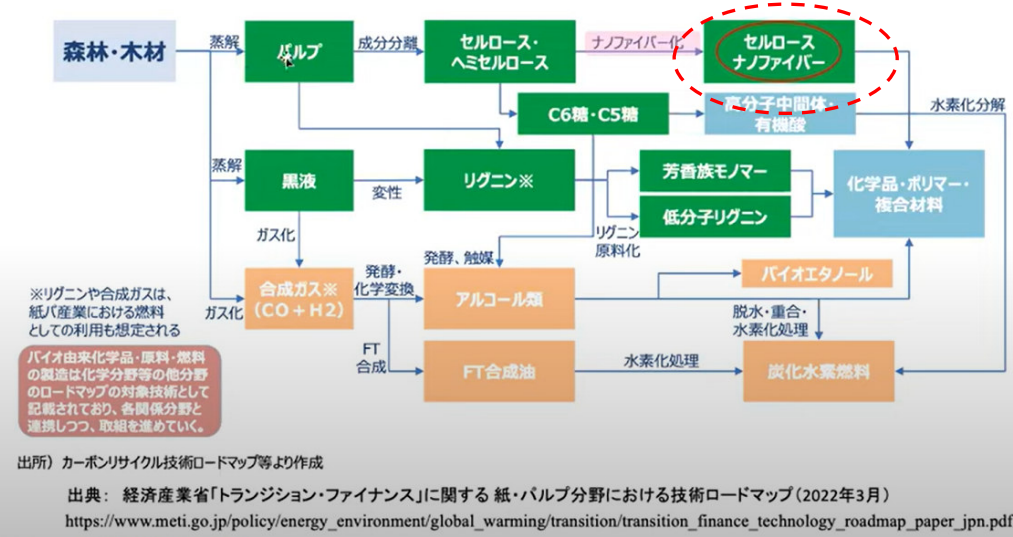 森林・木材
蒸解
パルプ
成分分離
セルロース・
ヘミセルロース
ナノファイバー化
セルロース
ナノファイバー
C6糖・C5糖
高分子中間体・
有機酸
水素化分解
蒸解
黒液
変性
リグニン※
芳香族モノマー
低分子リグニン
化学品・ポリマー・
複合材料
リグニン
原料化
ガス化
ガス化
合成ガス※
(CO+H2)
発酵・
化学変換
発酵、触媒
アルコール類
バイオエタノール
脱水・重合・
水素化処理
FT
合成
FT合成油
水素化処理
炭化水素燃料
※リグニンや合成ガスは、
紙パ産業における燃料
としての利用も想定される
バイオ由来化学品・原料・燃料
の製造は化学分野等の他分野
のロードマップの対象技術として
記載されており、各関係分野と
連携しつつ、取組を進めていく。
出所）カーボンリサイクル技術ロードマップ等より作成
出典： 経済産業省「トランジション・ファイナンス」に関する 紙・パルプ分野における技術ロードマップ（2022年3月）
https://www.meti.go.jp/policy/energy_environment/global_warming/transition/transition_finance_technology_roadmap_paper_jpn.pdf